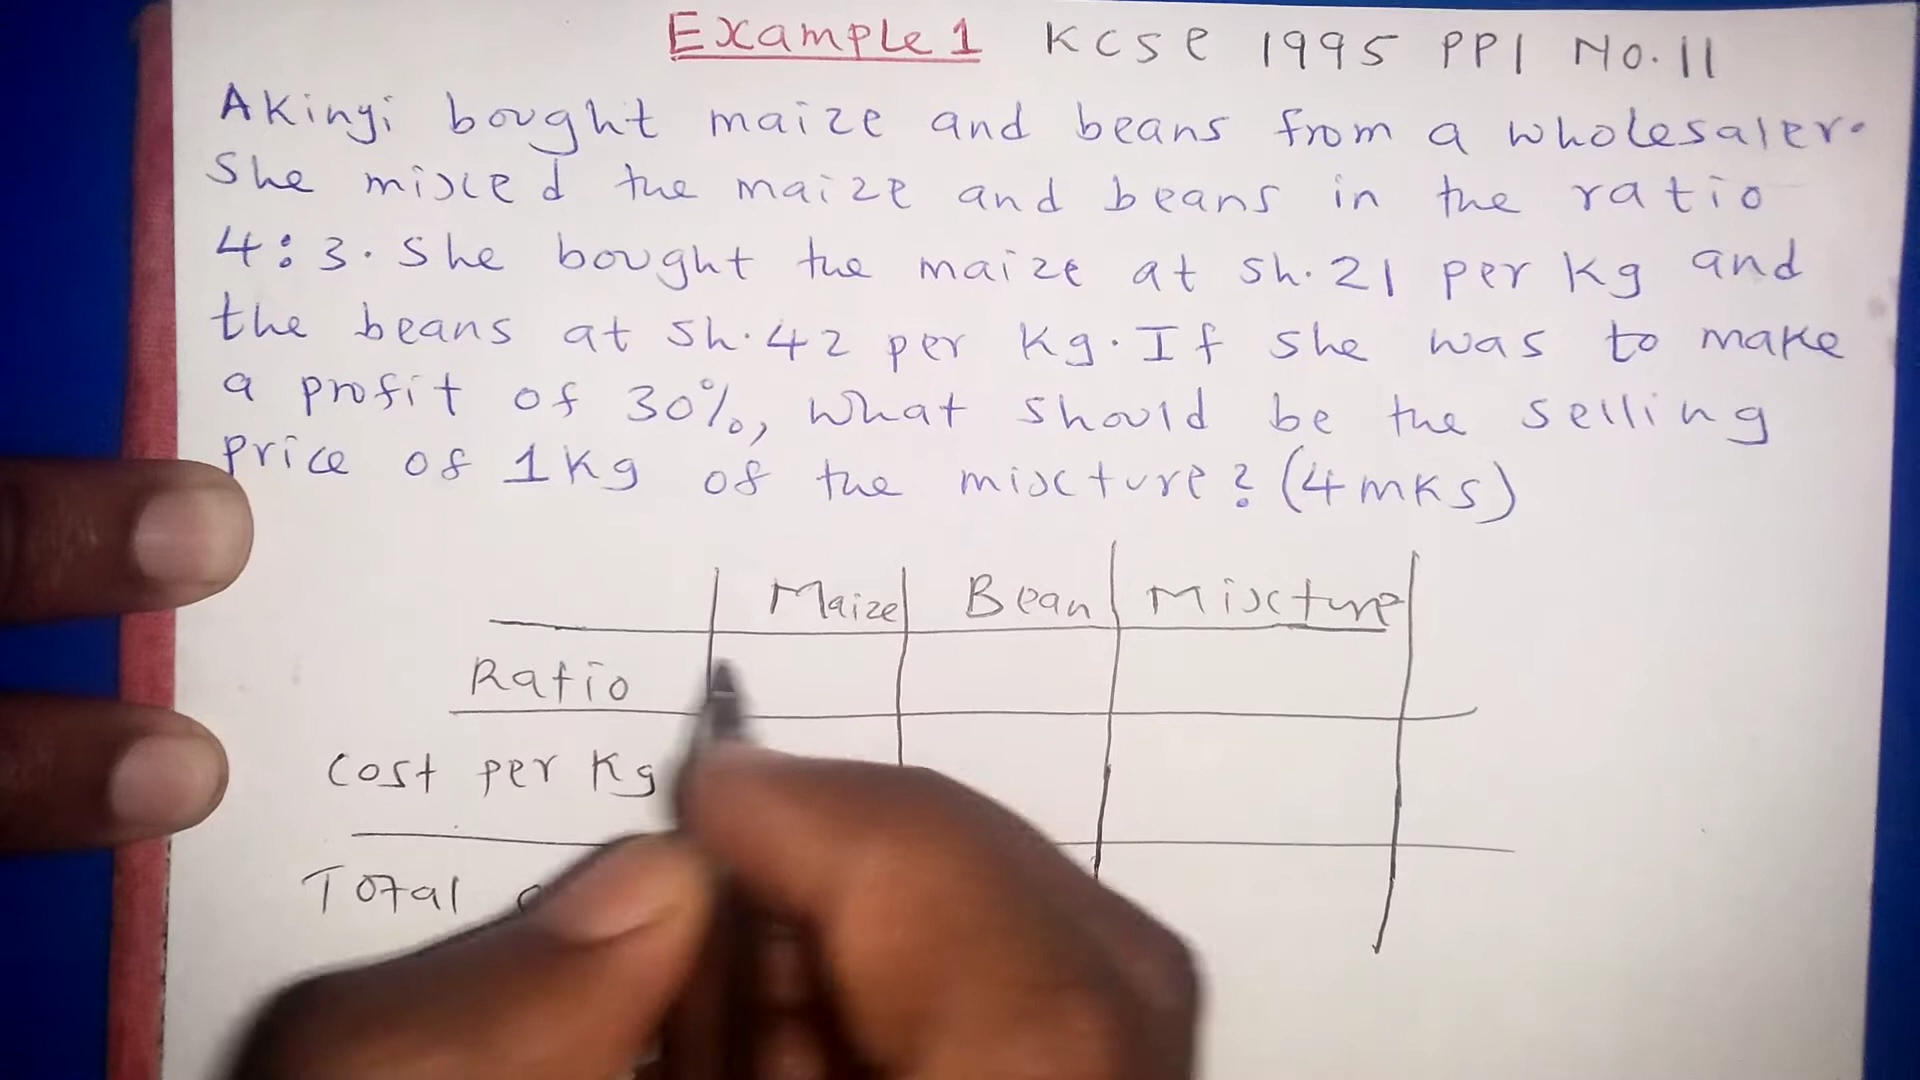 Example 1 KCSE 1995 PP1 No.11
Akinyi bought maize and beans from a wholesaler.
She mixed the maize and beans in the ratio
4:3. She bought the maize at sh.21 per Kg and
the beans at sh.42 per Kg. If she was to make
a profit of 30%, what should be the selling
price of 1Kg of the mixture? (4mks)
Maize Bean Mixture
Ratio
Cost per Kg
Total